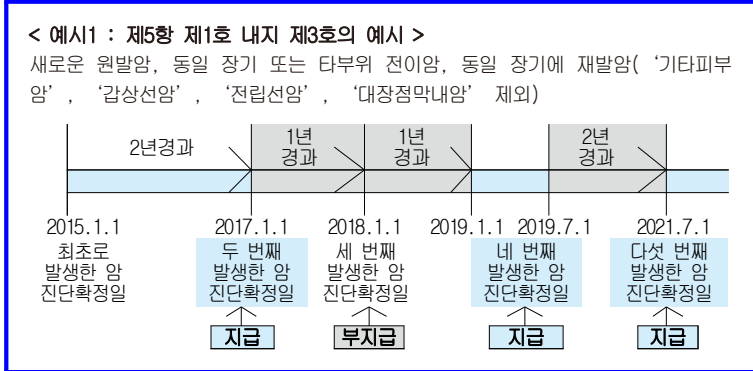 < 예시1 : 제5항 제1호 내지 제3호의 예시 >
새로운 원발암, 동일 장기 또는 타부위 전이암, 동일 장기에 재발암( ‘기타피부
암’ , ‘갑상선암’ , ‘전립선암’ , ‘대장점막내암’ 제외)
2년경과 1년 1년 2년
경과 경과 경과
2015.1.1 2017.1.1 2018.1.1 2019.1.1 2019.7.1 2021.7.1
최초로 두 번째 세 번째 네 번째 다섯 번째
발생한 암 발생한 암 발생한 암 발생한 암 발생한 암
진단확정일 진단확정일 진단확정일 진단확정일 진단확정일
지급 부지급 지급 지급